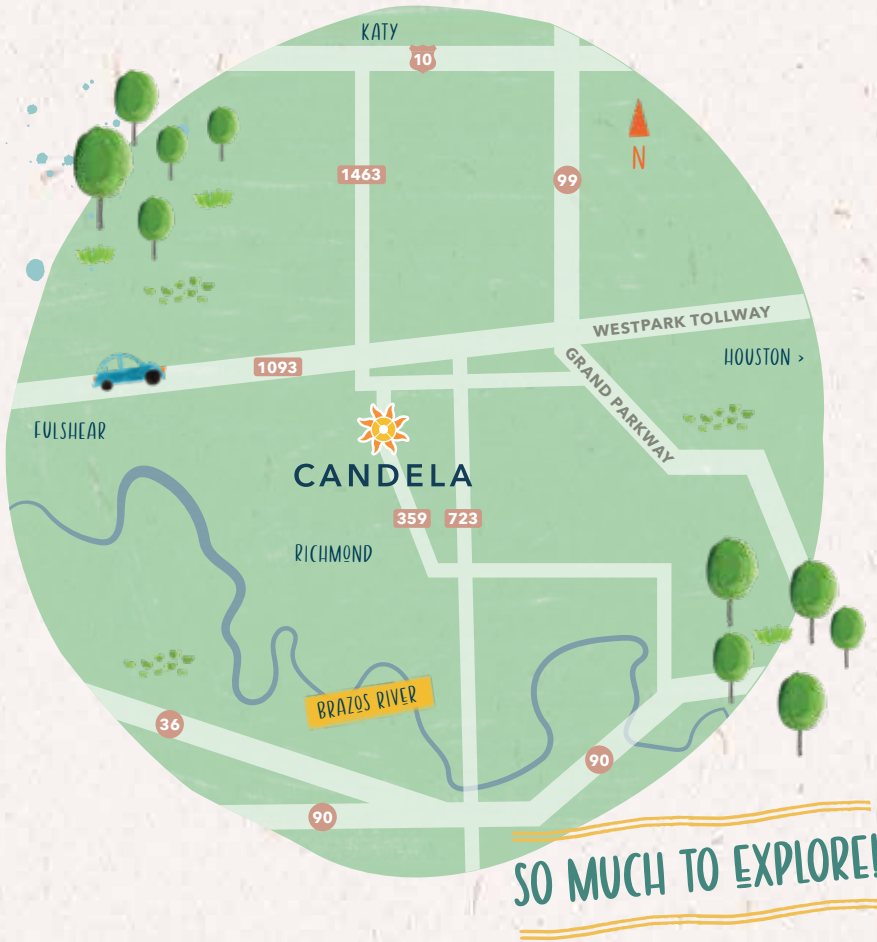 KATY
10
N
1463
99
WESTPARK TOLLWAY
HOUSTON >
1093
GRAND PARKWAY
FULSHEAR
CANDELA
359
723
RICHMOND
BRAZOS RIVER
36
90
90
SO MUCH TO EXPLORE!